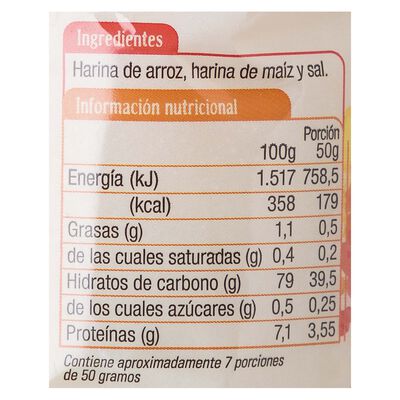 Ingredientes
Harina de arroz, harina de maíz y sal.
Información nutricional
100g Porción 50g
Energía (kJ) 1.517 758,5
(kcal) 358 179
Grasas (g) 1,1 0,5
de las cuales saturadas (g) 0,4 0,2
Hidratos de carbono (g) 79 39,5
de los cuales azúcares (g) 0,5 0,25
Proteínas (g) 7,1 3,55
Contiene aproximadamente 7 porciones
de 50 gramos